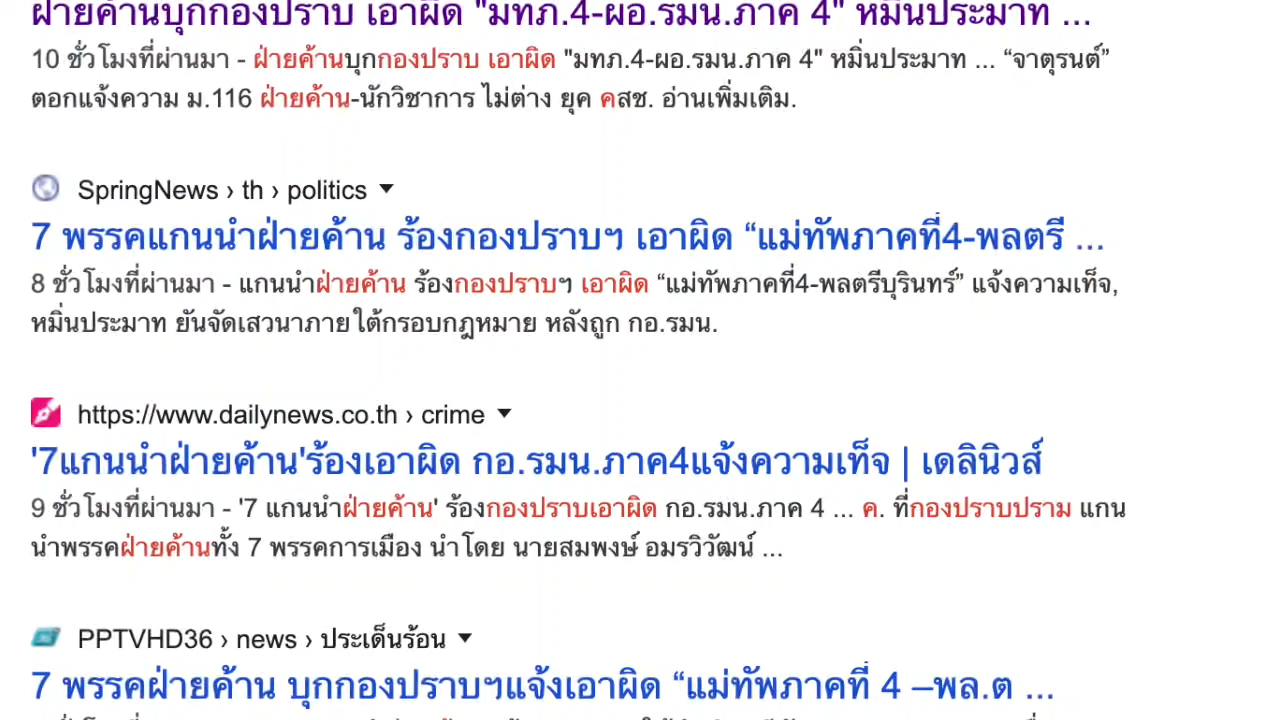 ฝ่ายค้านบุกกองปราบ เอาผิด "มทภ.4-ผอ.รมน.ภาค 4" หมิ่นประมาท ...
10 ชั่วโมงที่ผ่านมา - ฝ่ายค้านบุกกองปราบ เอาผิด "มทภ.4-ผอ.รมน.ภาค 4" หมิ่นประมาท ... “จาตุรนต์”
ตอกแจ้งความ ม.116 ฝ่ายค้าน-นักวิชาการ ไม่ต่าง ยุค คสช. อ่านเพิ่มเติม.
SpringNews › th › politics
7 พรรคแกนนำฝ่ายค้าน ร้องกองปราบฯ เอาผิด “แม่ทัพภาคที่4-พลตรี ...
8 ชั่วโมงที่ผ่านมา - แกนนำฝ่ายค้าน ร้องกองปราบฯ เอาผิด “แม่ทัพภาคที่4-พลตรีบุรินทร์” แจ้งความเท็จ,
หมิ่นประมาท ยันจัดเสวนาภายใต้กรอบกฎหมาย หลังถูก กอ.รมน.
https://www.dailynews.co.th › crime
'7แกนนำฝ่ายค้าน'ร้องเอาผิด กอ.รมน.ภาค4แจ้งความเท็จ | เดลินิวส์
9 ชั่วโมงที่ผ่านมา - '7 แกนนำฝ่ายค้าน' ร้องกองปราบเอาผิด กอ.รมน.ภาค 4 ... ค. ที่กองปราบปราม แกน
นำพรรคฝ่ายค้านทั้ง 7 พรรคการเมือง นำโดย นายสมพงษ์ อมรวิวัฒน์ ...
PPTVHD36 › news › ประเด็นร้อน
7 พรรคฝ่ายค้าน บุกกองปราบฯแจ้งเอาผิด “แม่ทัพภาคที่ 4 –พล.ต ...